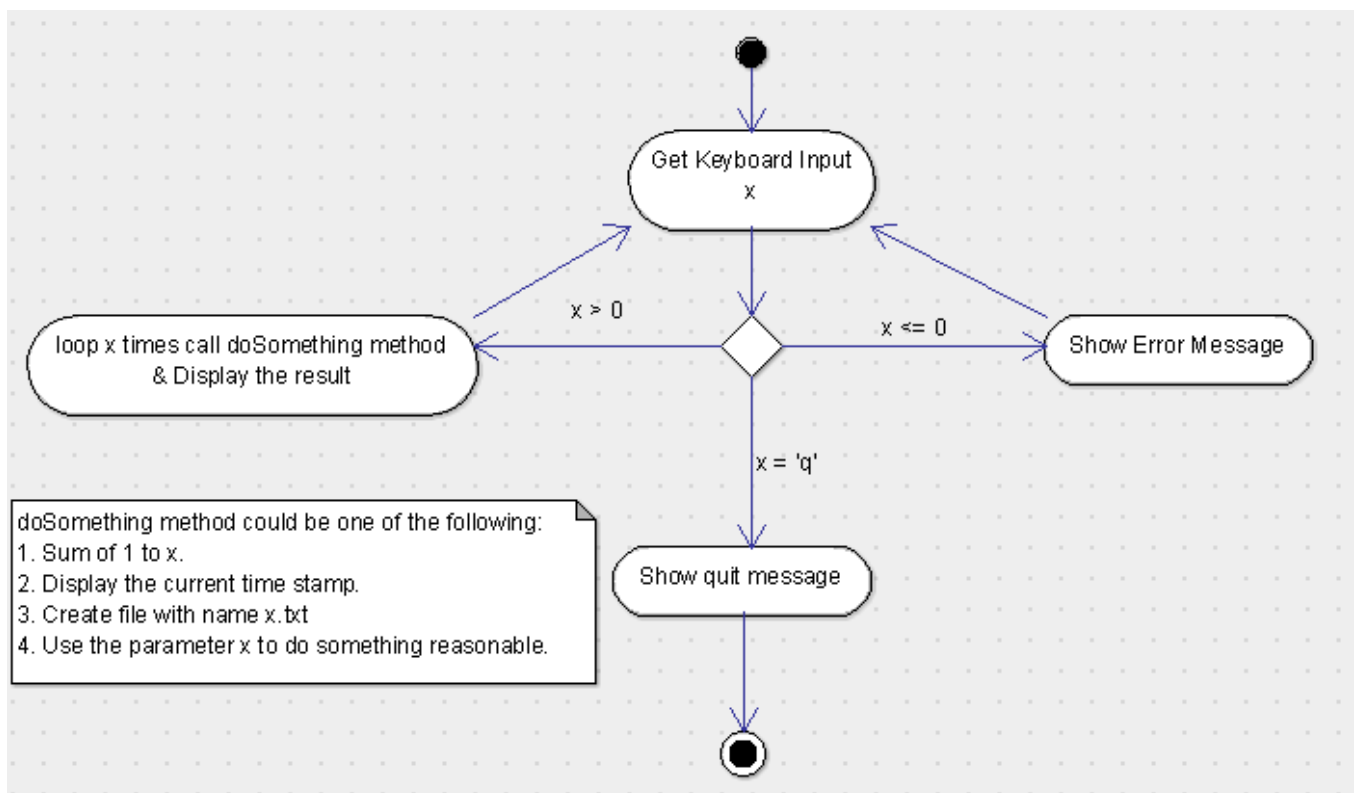 Get Keyboard Input
x
x > 0
x <= 0
loop x times call doSomething method
& Display the result
Show Error Message
x = 'q'
doSomething method could be one of the following:
1. Sum of 1 to x.
2. Display the current time stamp.
3. Create file with name x.txt
4. Use the parameter x to do something reasonable.
Show quit message